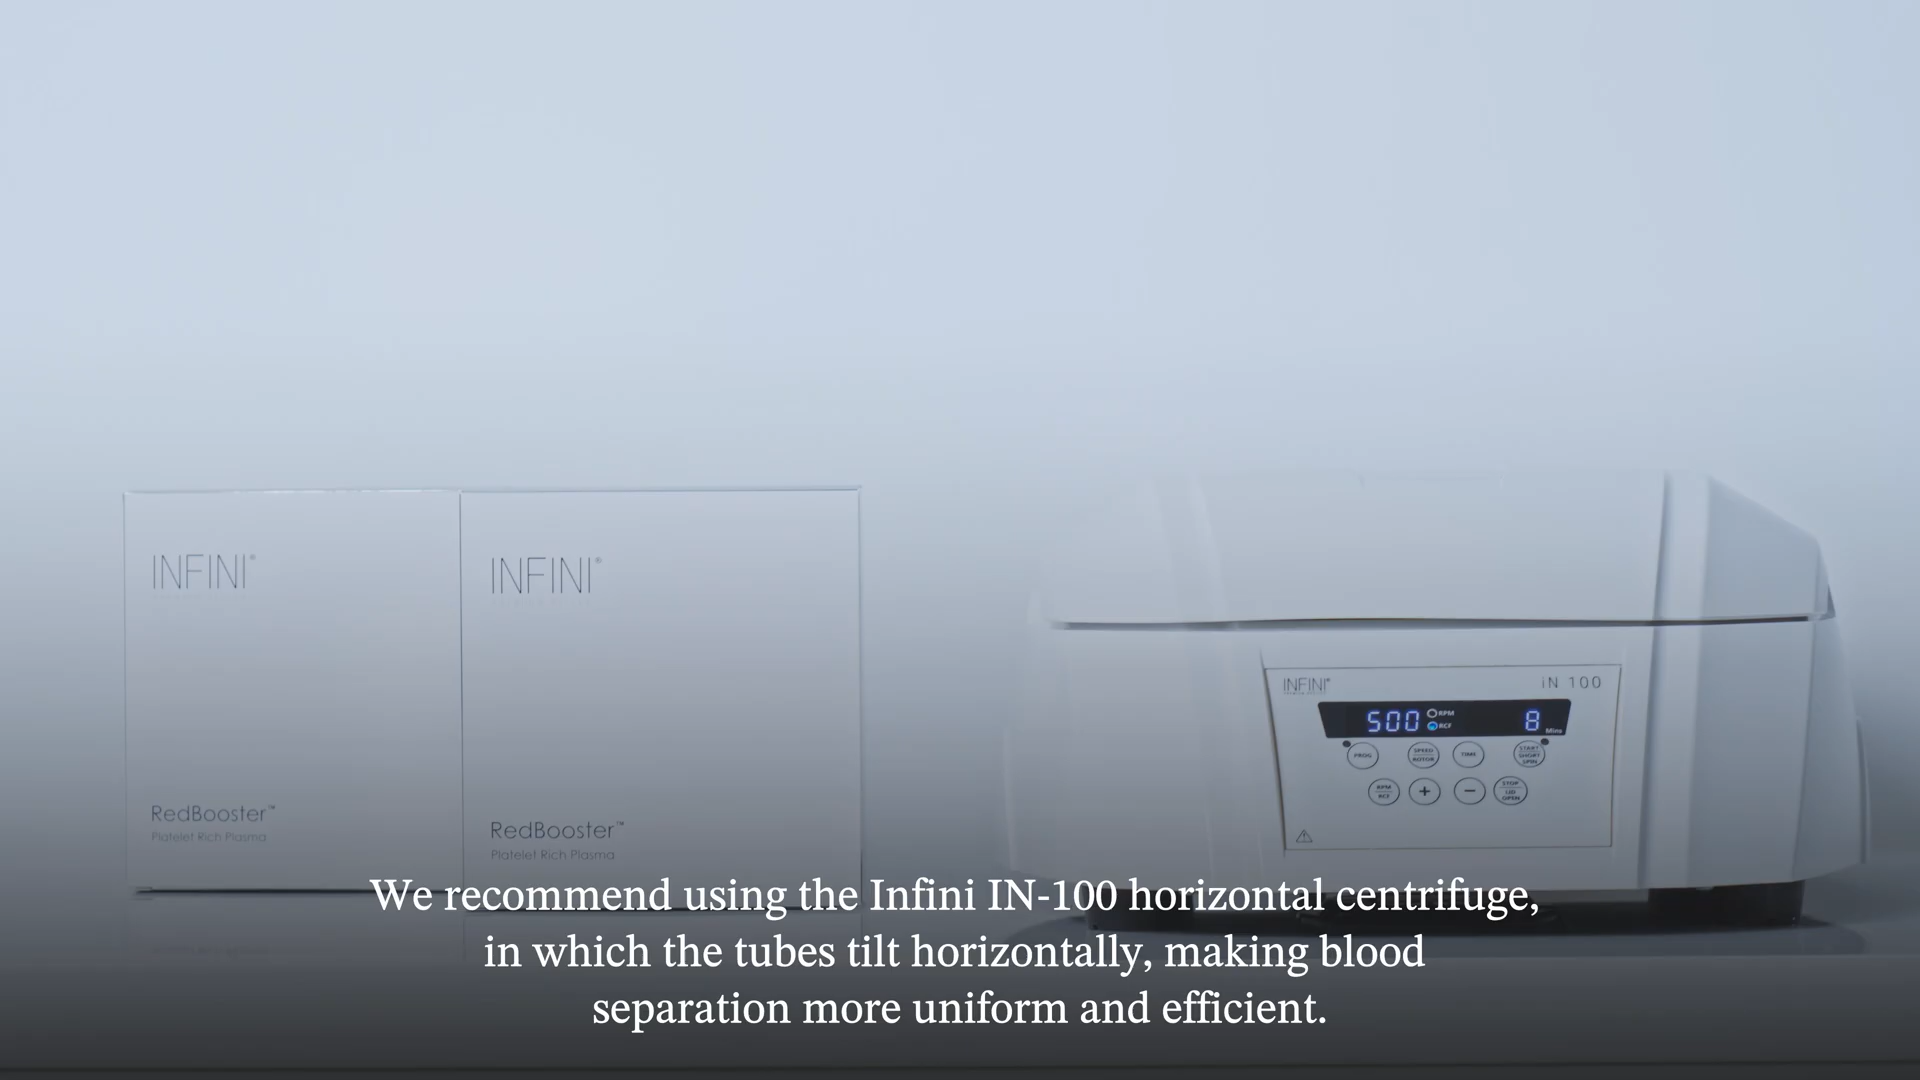 INFINI®
RedBooster™
Platelet Rich Plasma
INFINI®
RedBooster™
Platelet Rich Plasma
INFINI®
iN 100
500
RPM
RCF
8
Mins
PROG
SPEED
ROTOR
TIME
START
SHORT
SPIN
RPM
RCF
+
−
STOP
LID
OPEN
We recommend using the Infini IN-100 horizontal centrifuge,
in which the tubes tilt horizontally, making blood
separation more uniform and efficient.